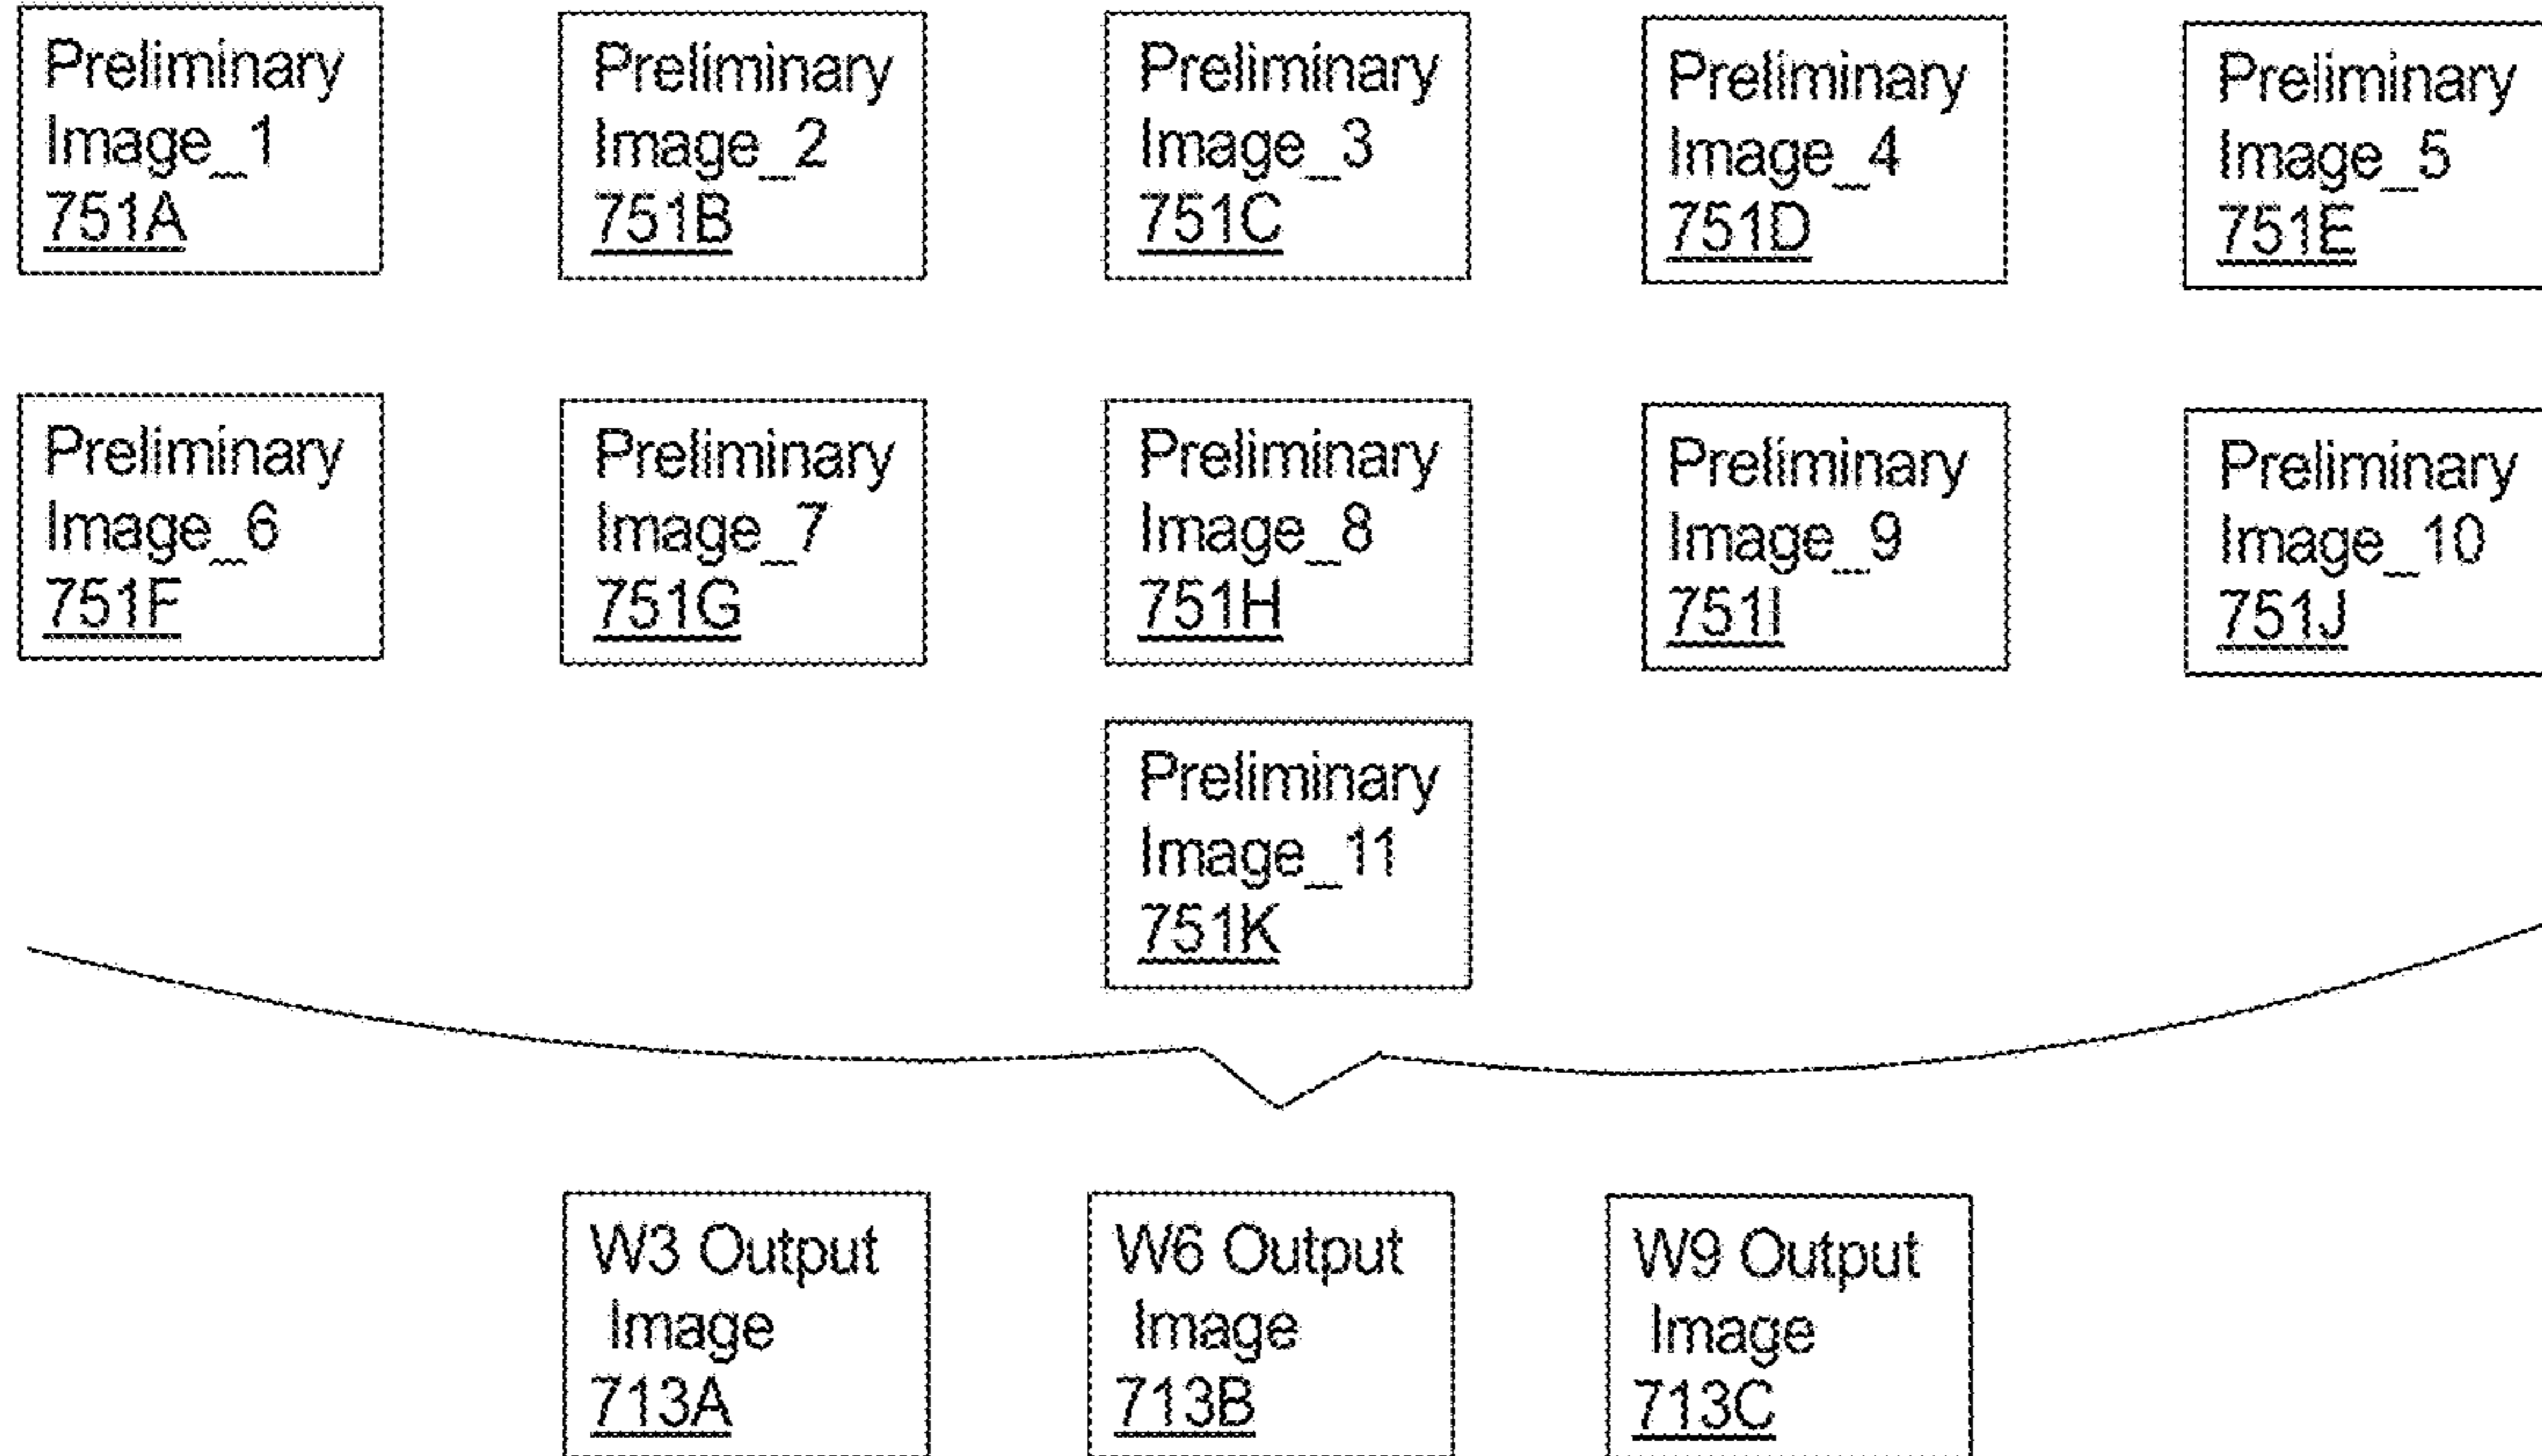 Preliminary
Image_1
751A
Preliminary
Image_2
751B
Preliminary
Image_3
751C
Preliminary
Image_4
751D
Preliminary
Image_5
751E
Preliminary
Image_6
751F
Preliminary
Image_7
751G
Preliminary
Image_8
751H
Preliminary
Image_9
751I
Preliminary
Image_10
751J
Preliminary
Image_11
751K
W3 Output
Image
713A
W6 Output
Image
713B
W9 Output
Image
713C